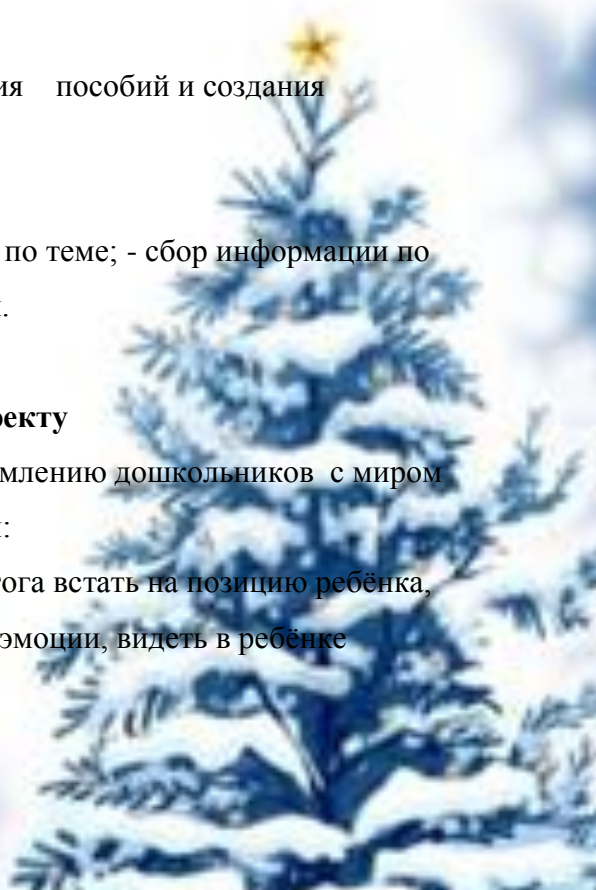 ия пособий и создания
по теме; - сбор информации по
.
екту
млению дошкольников с миром
:
ога встать на позицию ребёнка,
эмоции, видеть в ребёнке